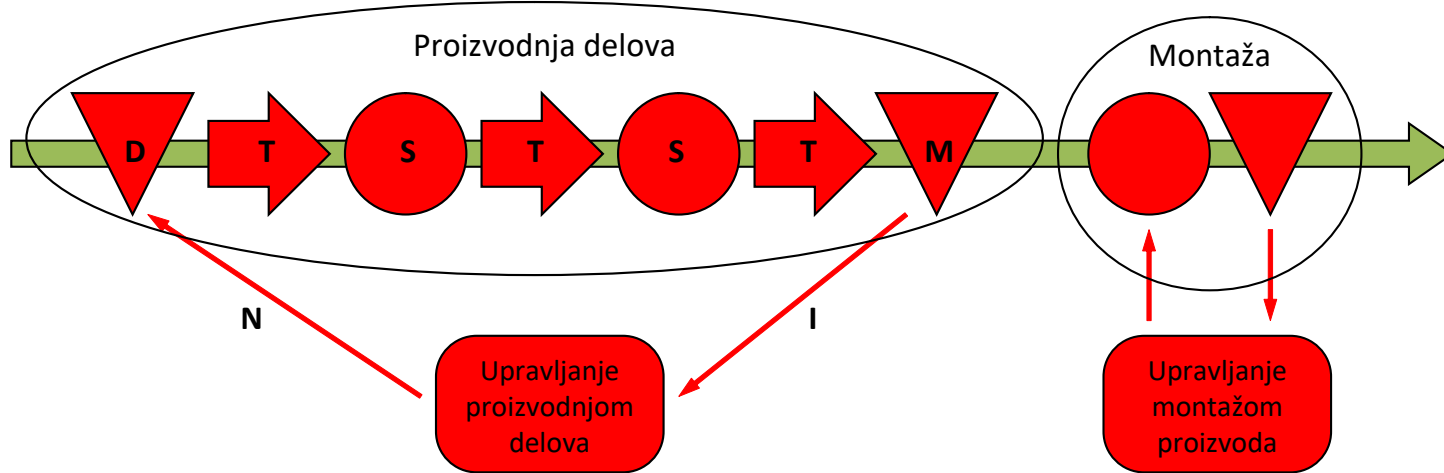 Proizvodnja delova
Montaža
D T S T S T M
N
I
Upravljanje
proizvodnjom
delova
Upravljanje
montažom
proizvoda